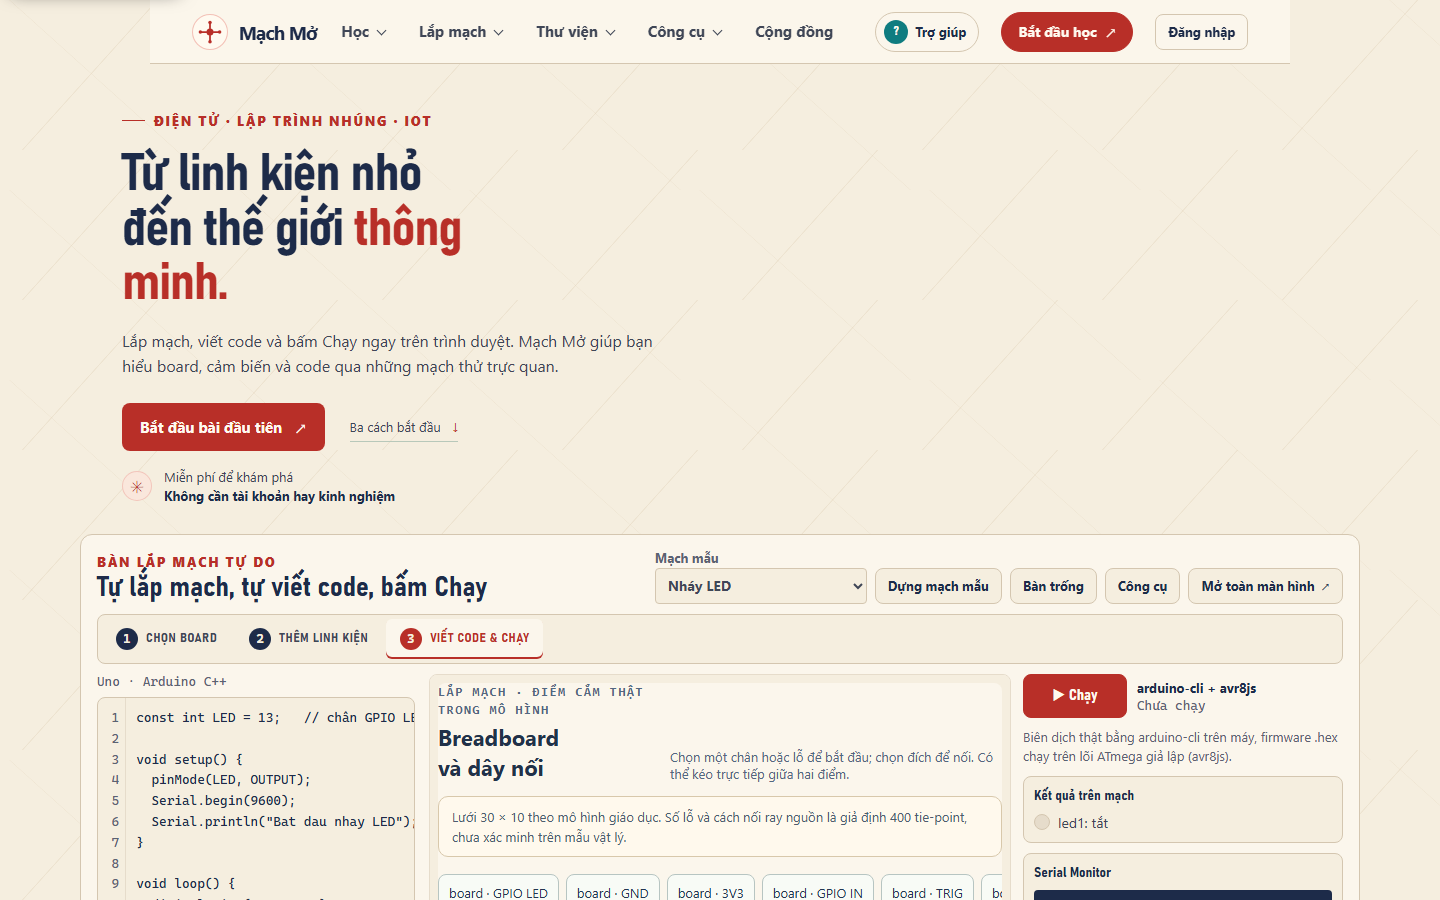 Mạch Mở
Học
Lắp mạch
Thư viện
Công cụ
Cộng đồng
? Trợ giúp
Bắt đầu học ↗
Đăng nhập
ĐIỆN TỬ · LẬP TRÌNH NHÚNG · IOT
Từ linh kiện nhỏ
đến thế giới thông
minh.
Lắp mạch, viết code và bấm Chạy ngay trên trình duyệt. Mạch Mở giúp bạn
hiểu board, cảm biến và code qua những mạch thử trực quan.
Bắt đầu bài đầu tiên ↗
Ba cách bắt đầu ↓
Miễn phí để khám phá
Không cần tài khoản hay kinh nghiệm
BÀN LẮP MẠCH TỰ DO
Tự lắp mạch, tự viết code, bấm Chạy
Mạch mẫu
Nháy LED
Dựng mạch mẫu
Bàn trống
Công cụ
Mở toàn màn hình ↗
1 CHỌN BOARD
2 THÊM LINH KIỆN
3 VIẾT CODE & CHẠY
Uno · Arduino C++
1 const int LED = 13;   // chân GPIO LE
2
3 void setup() {
4   pinMode(LED, OUTPUT);
5   Serial.begin(9600);
6   Serial.println("Bat dau nhay LED");
7 }
8
9 void loop() {
LẮP MẠCH · ĐIỂM CẮM THẬT
TRONG MÔ HÌNH
Breadboard
và dây nối
Chọn một chân hoặc lỗ để bắt đầu; chọn đích để nối. Có
thể kéo trực tiếp giữa hai điểm.
Lưới 30 × 10 theo mô hình giáo dục. Số lỗ và cách nối ray nguồn là giả định 400 tie-point,
chưa xác minh trên mẫu vật lý.
board · GPIO LED
board · GND
board · 3V3
board · GPIO IN
board · TRIG
▶ Chạy
arduino-cli + avr8js
Chưa chạy
Biên dịch thật bằng arduino-cli trên máy, firmware .hex
chạy trên lõi ATmega giả lập (avr8js).
Kết quả trên mạch
led1: tắt
Serial Monitor